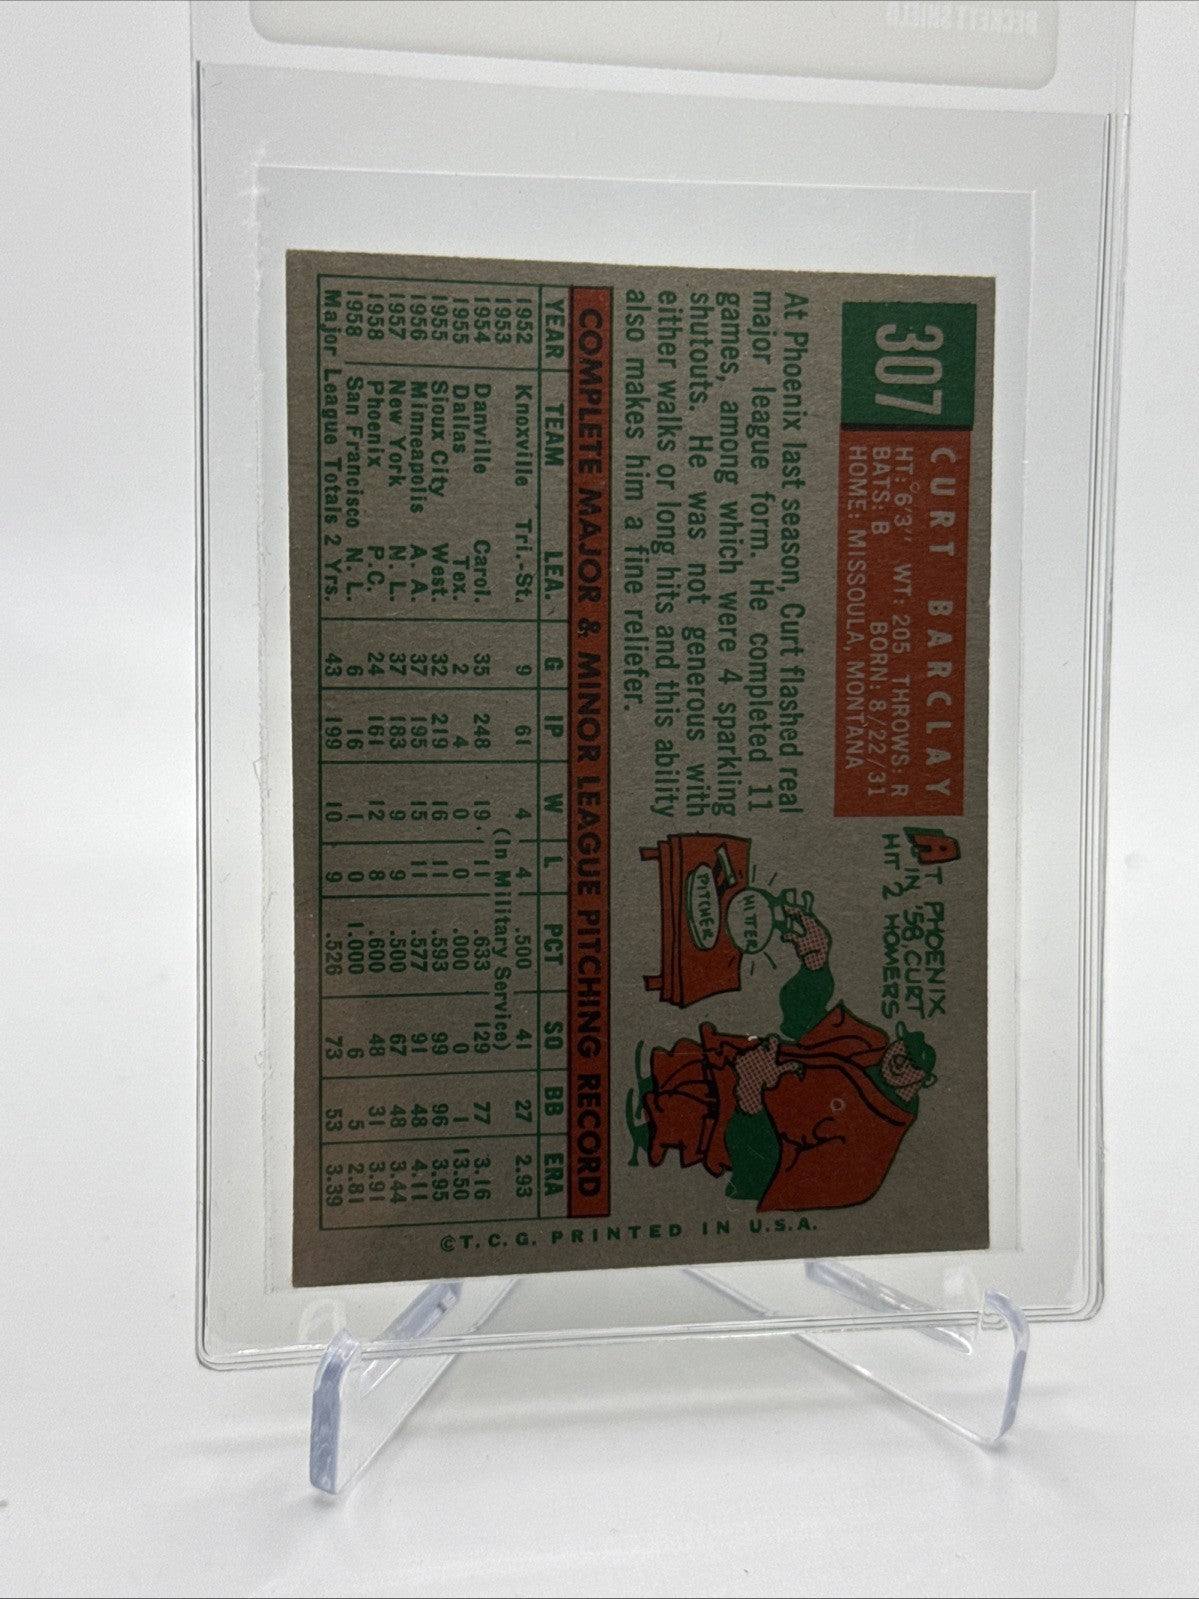 BECKETT SHIELD
307
CURT BARCLAY
HT: 6'3" WT: 205 THROWS: R
BATS: B BORN: 8/22/31
HOME: MISSOULA, MONTANA
At Phoenix last season, Curt flashed real
major league form. He completed 11
games, among which were 4 sparkling
shutouts. He was not generous with
either walks or long hits and this ability
also makes him a fine reliefer.
AT PHOENIX
IN '58, CURT
HIT 2 HOMERS
HITTER
PITCHER
COMPLETE MAJOR & MINOR LEAGUE PITCHING RECORD
YEAR TEAM LEA. G IP W L PCT SO BB ERA
1952 Knoxville Tri.-St. 9 61 4 4 .500 41 27 2.93
1953 (In Military Service)
1954 Danville Carol. 35 248 19 11 .633 129 77 3.16
1955 Dallas Tex. 2 4 0 0 .000 0 1 13.50
1955 Sioux City West. 32 219 16 11 .593 99 96 3.95
1956 Minneapolis A. A. 37 195 15 11 .577 91 48 4.11
1957 New York N. L. 37 183 9 9 .500 67 48 3.44
1958 Phoenix P.C. 24 161 12 8 .600 48 31 3.91
1958 San Francisco N. L. 6 16 1 0 1.000 6 5 2.81
Major League Totals 2 Yrs. 43 199 10 9 .526 73 53 3.39
©T. C. G. PRINTED IN U.S.A.